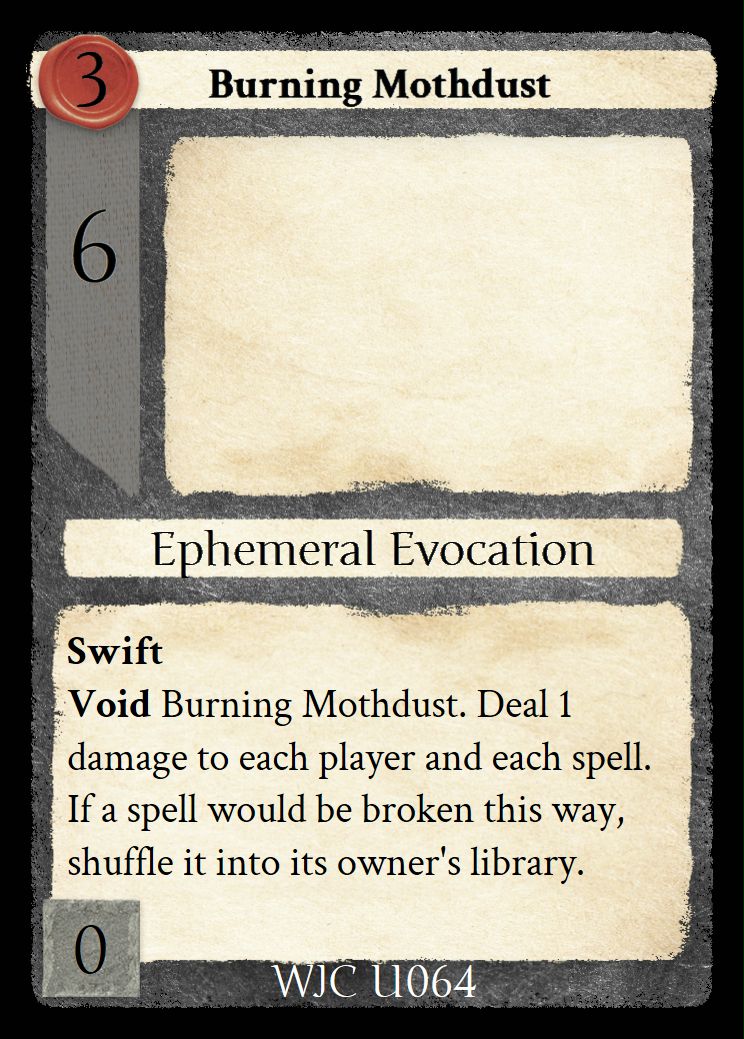 3
Burning Mothdust
6
Ephemeral Evocation
Swift
Void Burning Mothdust. Deal 1
damage to each player and each spell.
If a spell would be broken this way,
shuffle it into its owner's library.
0
WJC U064